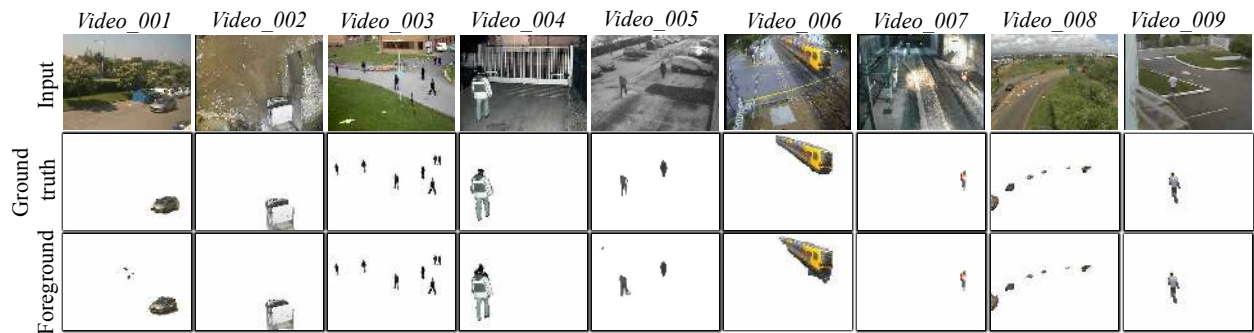 Video_001 Video_002 Video_003 Video_004 Video_005 Video_006 Video_007 Video_008 Video_009
Input
Ground
truth
Foreground